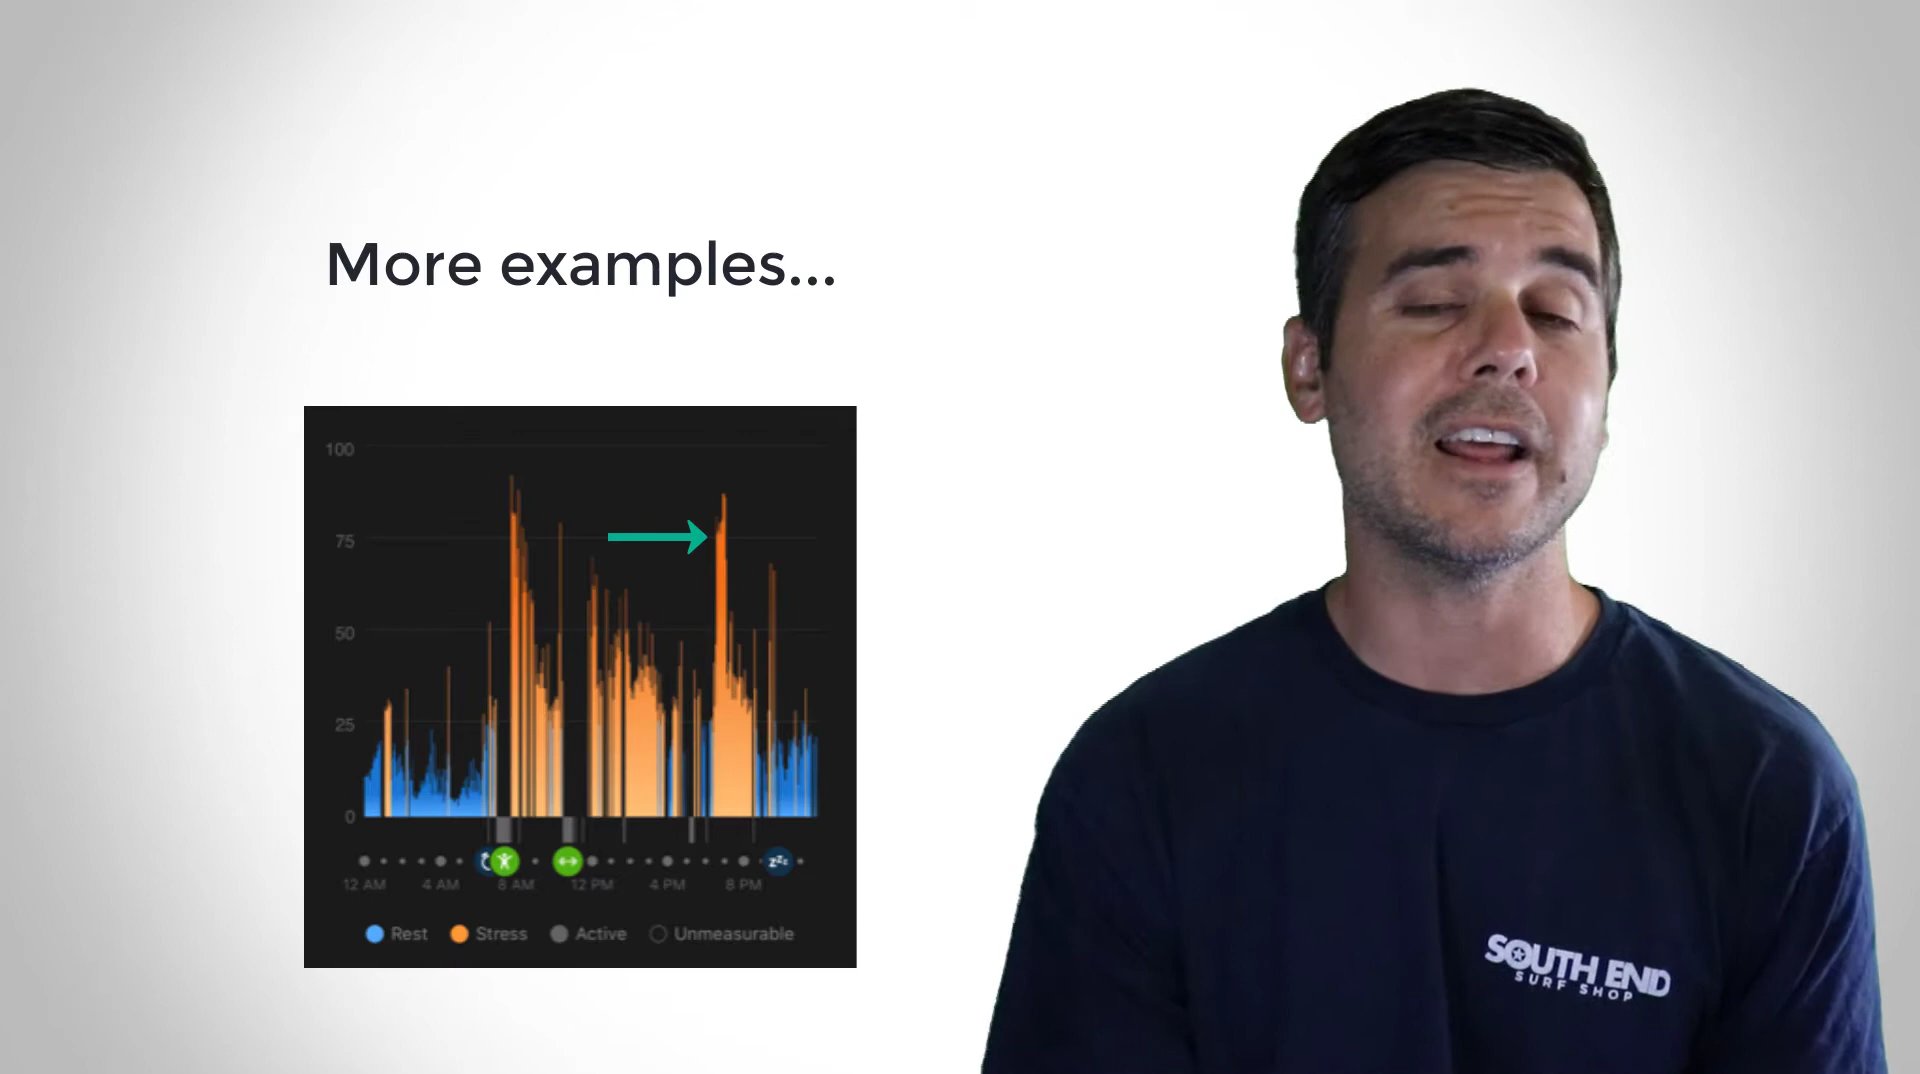 More examples...
100
75
50
25
0
zzz
12 AM 4 AM 8 AM 12 PM 4 PM 8 PM
Rest Stress Active Unmeasurable
SOUTH END
SURF SHOP